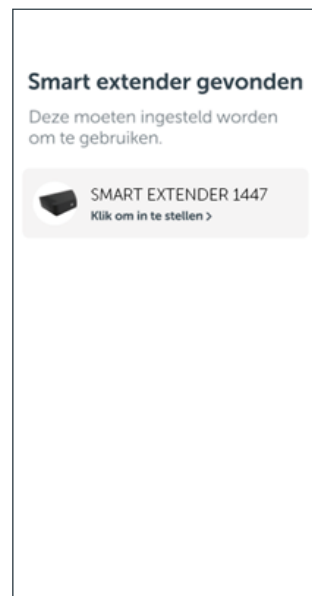 Smart extender gevonden
Deze moeten ingesteld worden
om te gebruiken.
SMART EXTENDER 1447
Klik om in te stellen >